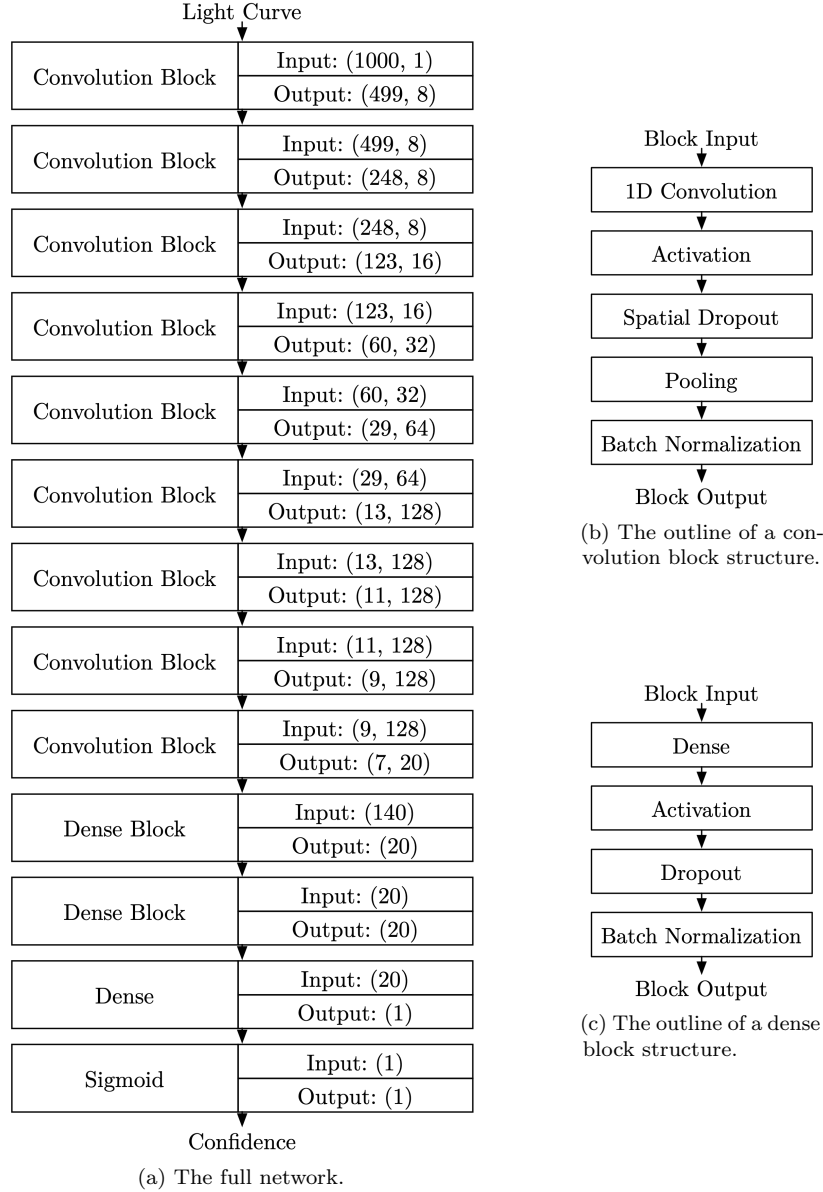 Light Curve
Convolution Block
Input: (1000, 1)
Output: (499, 8)
Convolution Block
Input: (499, 8)
Output: (248, 8)
Convolution Block
Input: (248, 8)
Output: (123, 16)
Convolution Block
Input: (123, 16)
Output: (60, 32)
Convolution Block
Input: (60, 32)
Output: (29, 64)
Convolution Block
Input: (29, 64)
Output: (13, 128)
Convolution Block
Input: (13, 128)
Output: (11, 128)
Convolution Block
Input: (11, 128)
Output: (9, 128)
Convolution Block
Input: (9, 128)
Output: (7, 20)
Dense Block
Input: (140)
Output: (20)
Dense Block
Input: (20)
Output: (20)
Dense
Input: (20)
Output: (1)
Sigmoid
Input: (1)
Output: (1)
Confidence
(a) The full network.
Block Input
1D Convolution
Activation
Spatial Dropout
Pooling
Batch Normalization
Block Output
(b) The outline of a con-
volution block structure.
Block Input
Dense
Activation
Dropout
Batch Normalization
Block Output
(c) The outline of a dense
block structure.